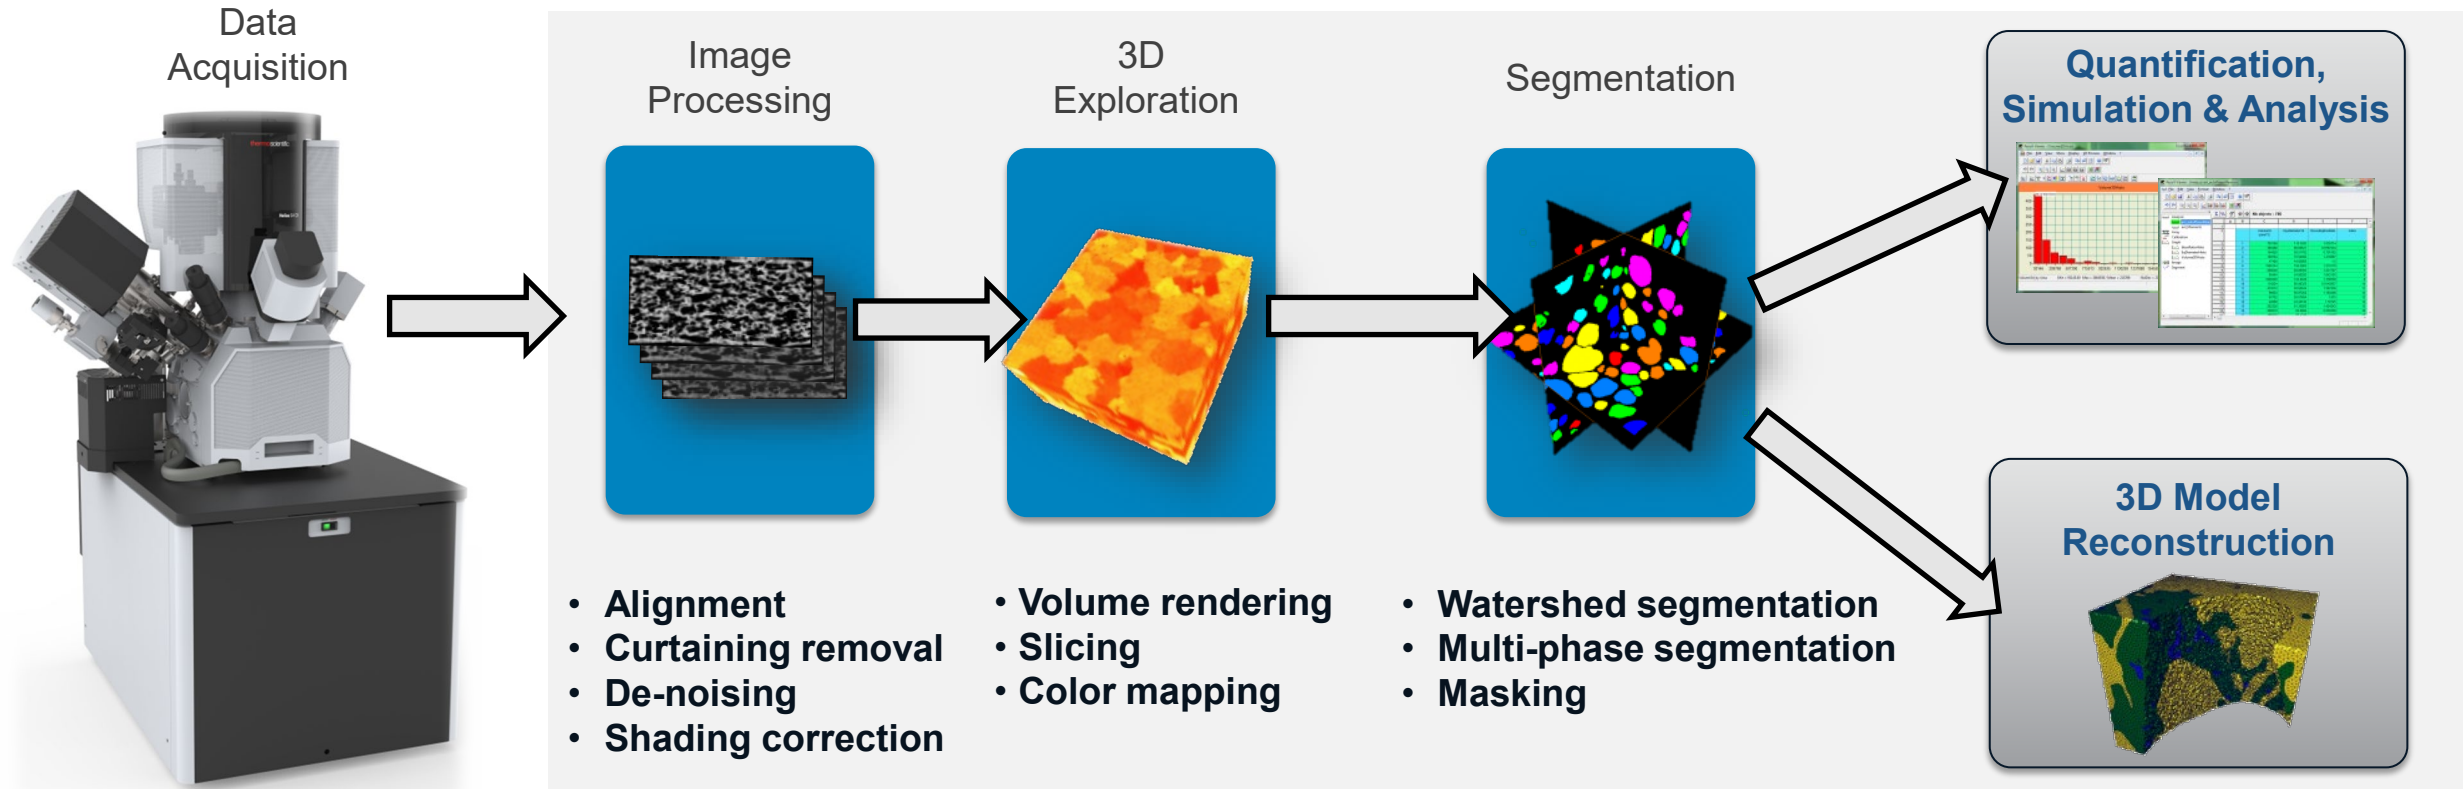 Data
Acquisition
Image
Processing
3D
Exploration
Segmentation
Quantification,
Simulation & Analysis
3D Model
Reconstruction
• Alignment
• Curtaining removal
• De-noising
• Shading correction
• Volume rendering
• Slicing
• Color mapping
• Watershed segmentation
• Multi-phase segmentation
• Masking